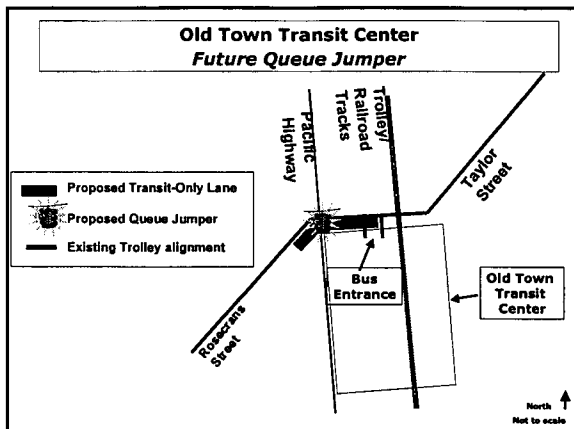 Old Town Transit Center
Future Queue Jumper
Pacific
Highway
Trolley/
Railroad
Tracks
Taylor
Street
Proposed Transit-Only Lane
Proposed Queue Jumper
Existing Trolley alignment
Bus
Entrance
Old Town
Transit
Center
Rosecrans
Street
North
Not to scale